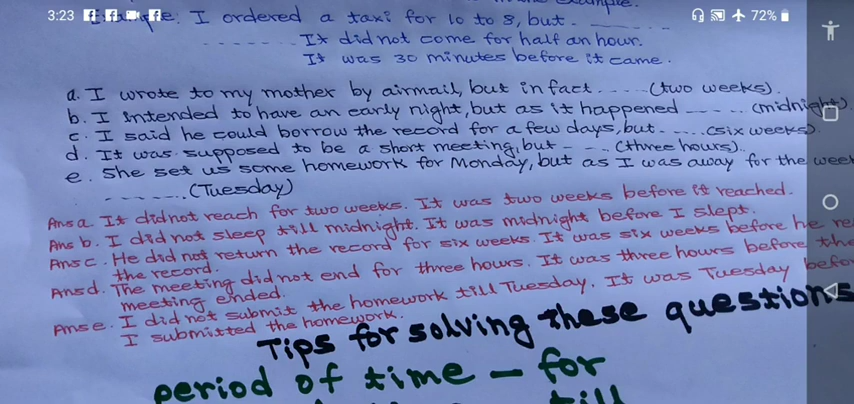 3:23 72%
Example: I ordered a taxi for 10 to 8, but
------ It did not come for half an hour.
It was 30 minutes before it came.
a. I wrote to my mother by airmail, but in fact ..... (two weeks).
b. I intended to have an early night, but as it happened ------ (midnight).
c. I said he could borrow the record for a few days, but ..... (six weeks).
d. It was supposed to be a short meeting, but - - .. (three hours).
e. She set us some homework for Monday, but as I was away for the week
------. (Tuesday)
Ans a. It did not reach for two weeks. It was two weeks before it reached.
Ans b. I did not sleep till midnight. It was midnight before I slept.
Ans c. He did not return the record for six weeks. It was six weeks before he re
the record.
Ans d. The meeting did not end for three hours. It was three hours before the
meeting ended.
Ans e. I did not submit the homework till Tuesday. It was Tuesday befo
I submitted the homework.
Tips for solving these questions
period of time – for
till